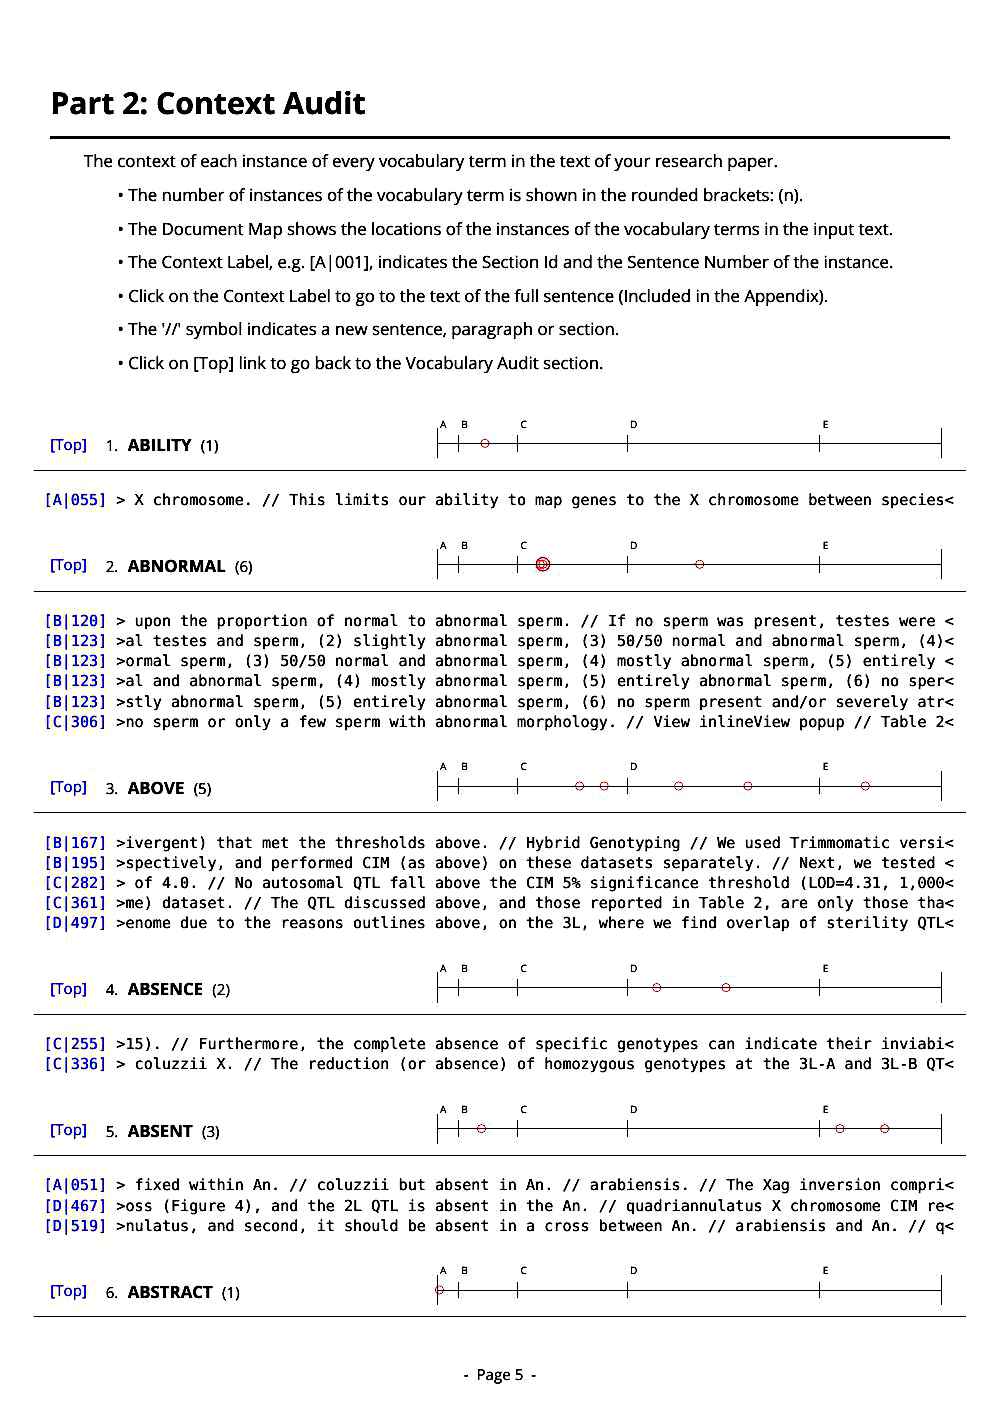 Part 2: Context Audit
The context of each instance of every vocabulary term in the text of your research paper.
• The number of instances of the vocabulary term is shown in the rounded brackets: (n).
• The Document Map shows the locations of the instances of the vocabulary terms in the input text.
• The Context Label, e.g. [A|001], indicates the Section Id and the Sentence Number of the instance.
• Click on the Context Label to go to the text of the full sentence (Included in the Appendix).
• The '//' symbol indicates a new sentence, paragraph or section.
• Click on [Top] link to go back to the Vocabulary Audit section.
A B C D E
[Top] 1. ABILITY (1)
[A|055] > X chromosome. // This limits our ability to map genes to the X chromosome between species<
A B C D E
[Top] 2. ABNORMAL (6)
[B|120] > upon the proportion of normal to abnormal sperm. // If no sperm was present, testes were <
[B|123] >al testes and sperm, (2) slightly abnormal sperm, (3) 50/50 normal and abnormal sperm, (4)<
[B|123] >ormal sperm, (3) 50/50 normal and abnormal sperm, (4) mostly abnormal sperm, (5) entirely <
[B|123] >al and abnormal sperm, (4) mostly abnormal sperm, (5) entirely abnormal sperm, (6) no sper<
[B|123] >stly abnormal sperm, (5) entirely abnormal sperm, (6) no sperm present and/or severely atr<
[C|306] >no sperm or only a few sperm with abnormal morphology. // View inlineView popup // Table 2<
A B C D E
[Top] 3. ABOVE (5)
[B|167] >ivergent) that met the thresholds above. // Hybrid Genotyping // We used Trimmomatic versi<
[B|195] >spectively, and performed CIM (as above) on these datasets separately. // Next, we tested <
[C|282] > of 4.0. // No autosomal QTL fall above the CIM 5% significance threshold (LOD=4.31, 1,000<
[C|361] >me) dataset. // The QTL discussed above, and those reported in Table 2, are only those tha<
[D|497] >enome due to the reasons outlines above, on the 3L, where we find overlap of sterility QTL<
A B C D E
[Top] 4. ABSENCE (2)
[C|255] >15). // Furthermore, the complete absence of specific genotypes can indicate their inviabi<
[C|336] > coluzzii X. // The reduction (or absence) of homozygous genotypes at the 3L-A and 3L-B QT<
A B C D E
[Top] 5. ABSENT (3)
[A|051] > fixed within An. // coluzzii but absent in An. // arabiensis. // The Xag inversion compri<
[D|467] >oss (Figure 4), and the 2L QTL is absent in the An. // quadriannulatus X chromosome CIM re<
[D|519] >nulatus, and second, it should be absent in a cross between An. // arabiensis and An. // q<
A B C D E
[Top] 6. ABSTRACT (1)
- Page 5 -